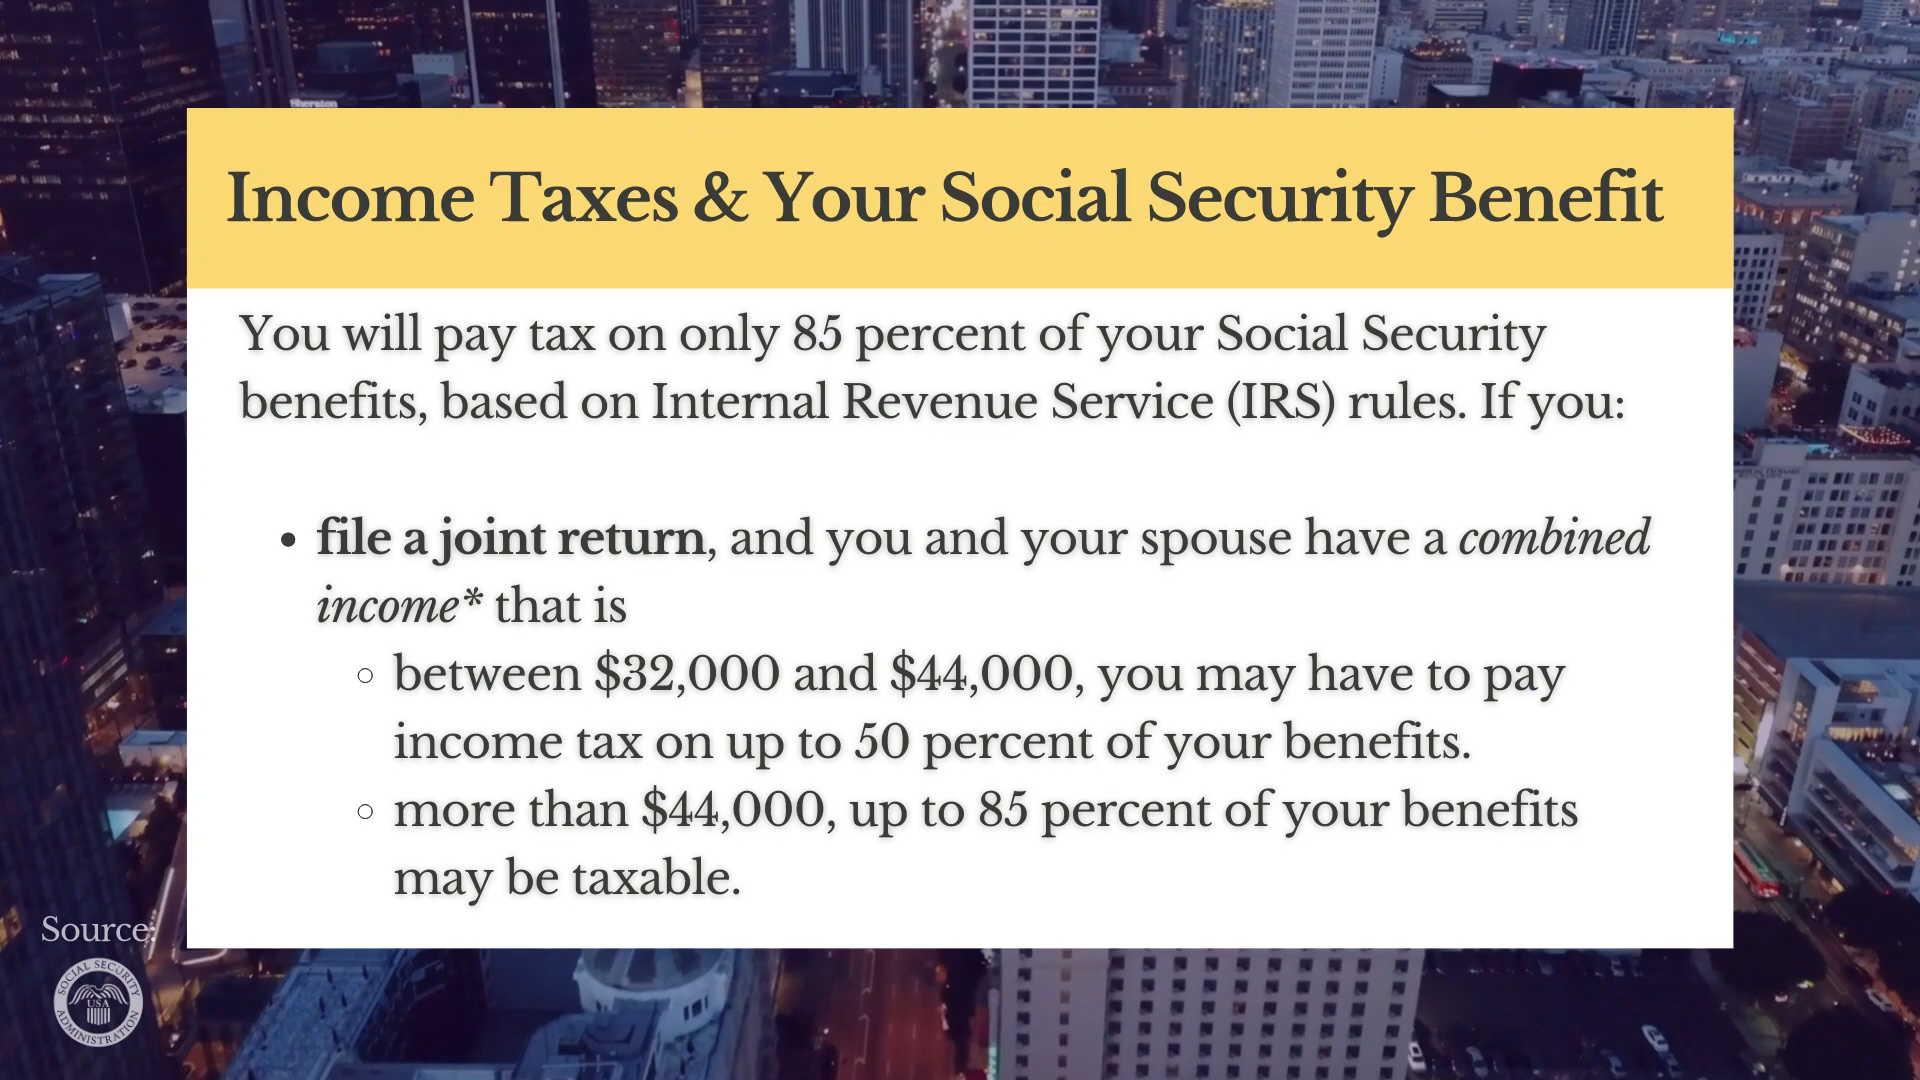 Sheraton
Income Taxes & Your Social Security Benefit
You will pay tax on only 85 percent of your Social Security
benefits, based on Internal Revenue Service (IRS) rules. If you:
• file a joint return, and you and your spouse have a combined
income* that is
○ between $32,000 and $44,000, you may have to pay
income tax on up to 50 percent of your benefits.
○ more than $44,000, up to 85 percent of your benefits
may be taxable.
Source:
SOCIAL SECURITY
USA
ADMINISTRATION